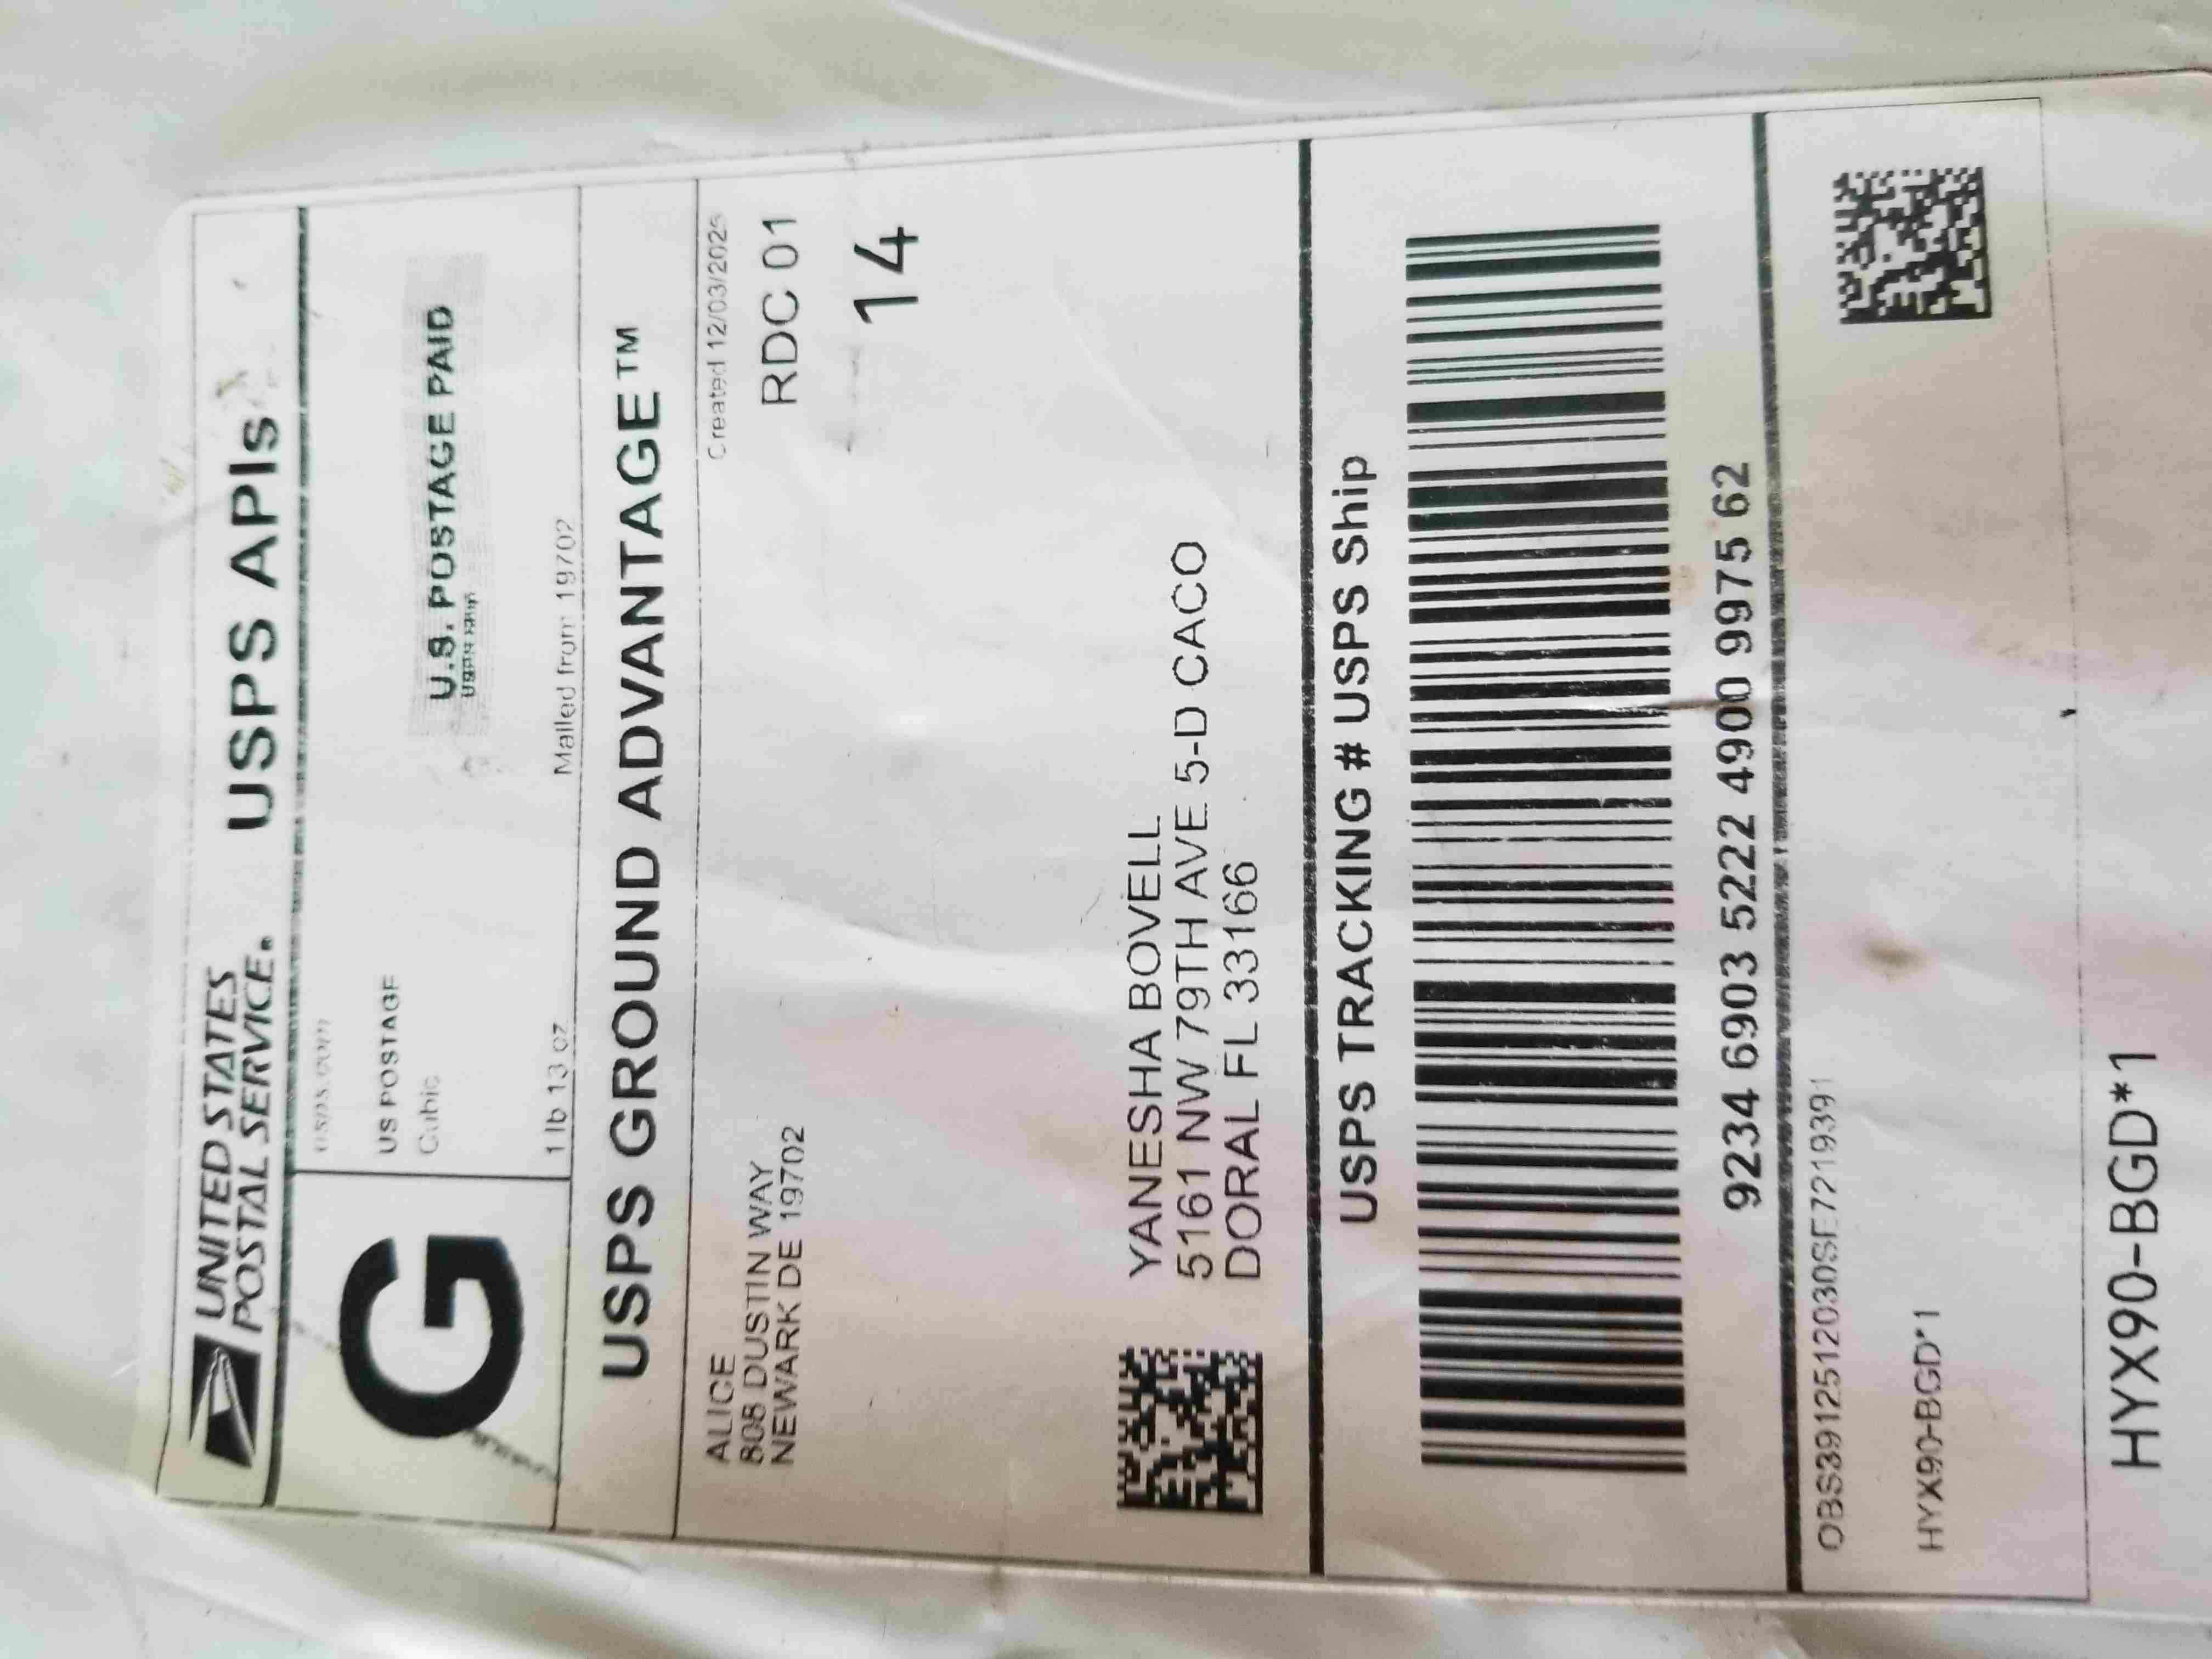 UNITED STATES
POSTAL SERVICE.
USPS APIs
G
usps.com
US POSTAGE
Cubic
U.S. POSTAGE PAID
1 lb 13 oz
Mailed from 19702
USPS GROUND ADVANTAGE™
ALICE
808 DUSTIN WAY
NEWARK DE 19702
Created 12/03/2025
RDC 01
14
YANESHA BOVELL
5161 NW 79TH AVE 5-D CACO
DORAL FL 33166
USPS TRACKING # USPS Ship
9234 6903 5222 4900 9975 62
OBS3912512030SE7219391
HYX90-BGD*1
HYX90-BGD*1